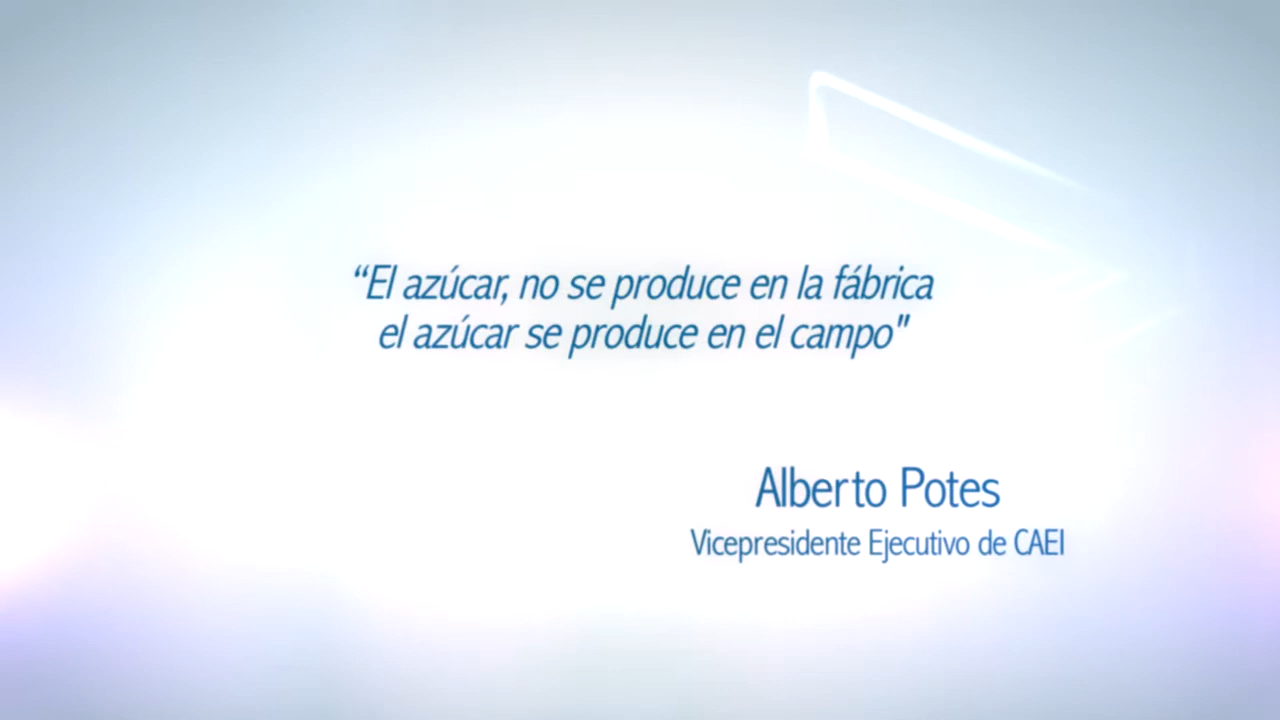 “El azúcar, no se produce en la fábrica
el azúcar se produce en el campo"
Alberto Potes
Vicepresidente Ejecutivo de CAEI